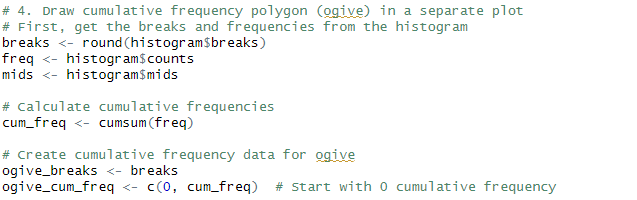 # 4. Draw cumulative frequency polygon (ogive) in a separate plot
# First, get the breaks and frequencies from the histogram
breaks <- round(histogram$breaks)
freq <- histogram$counts
mids <- histogram$mids
# Calculate cumulative frequencies
cum_freq <- cumsum(freq)
# Create cumulative frequency data for ogive
ogive_breaks <- breaks
ogive_cum_freq <- c(0, cum_freq)  # Start with 0 cumulative frequency